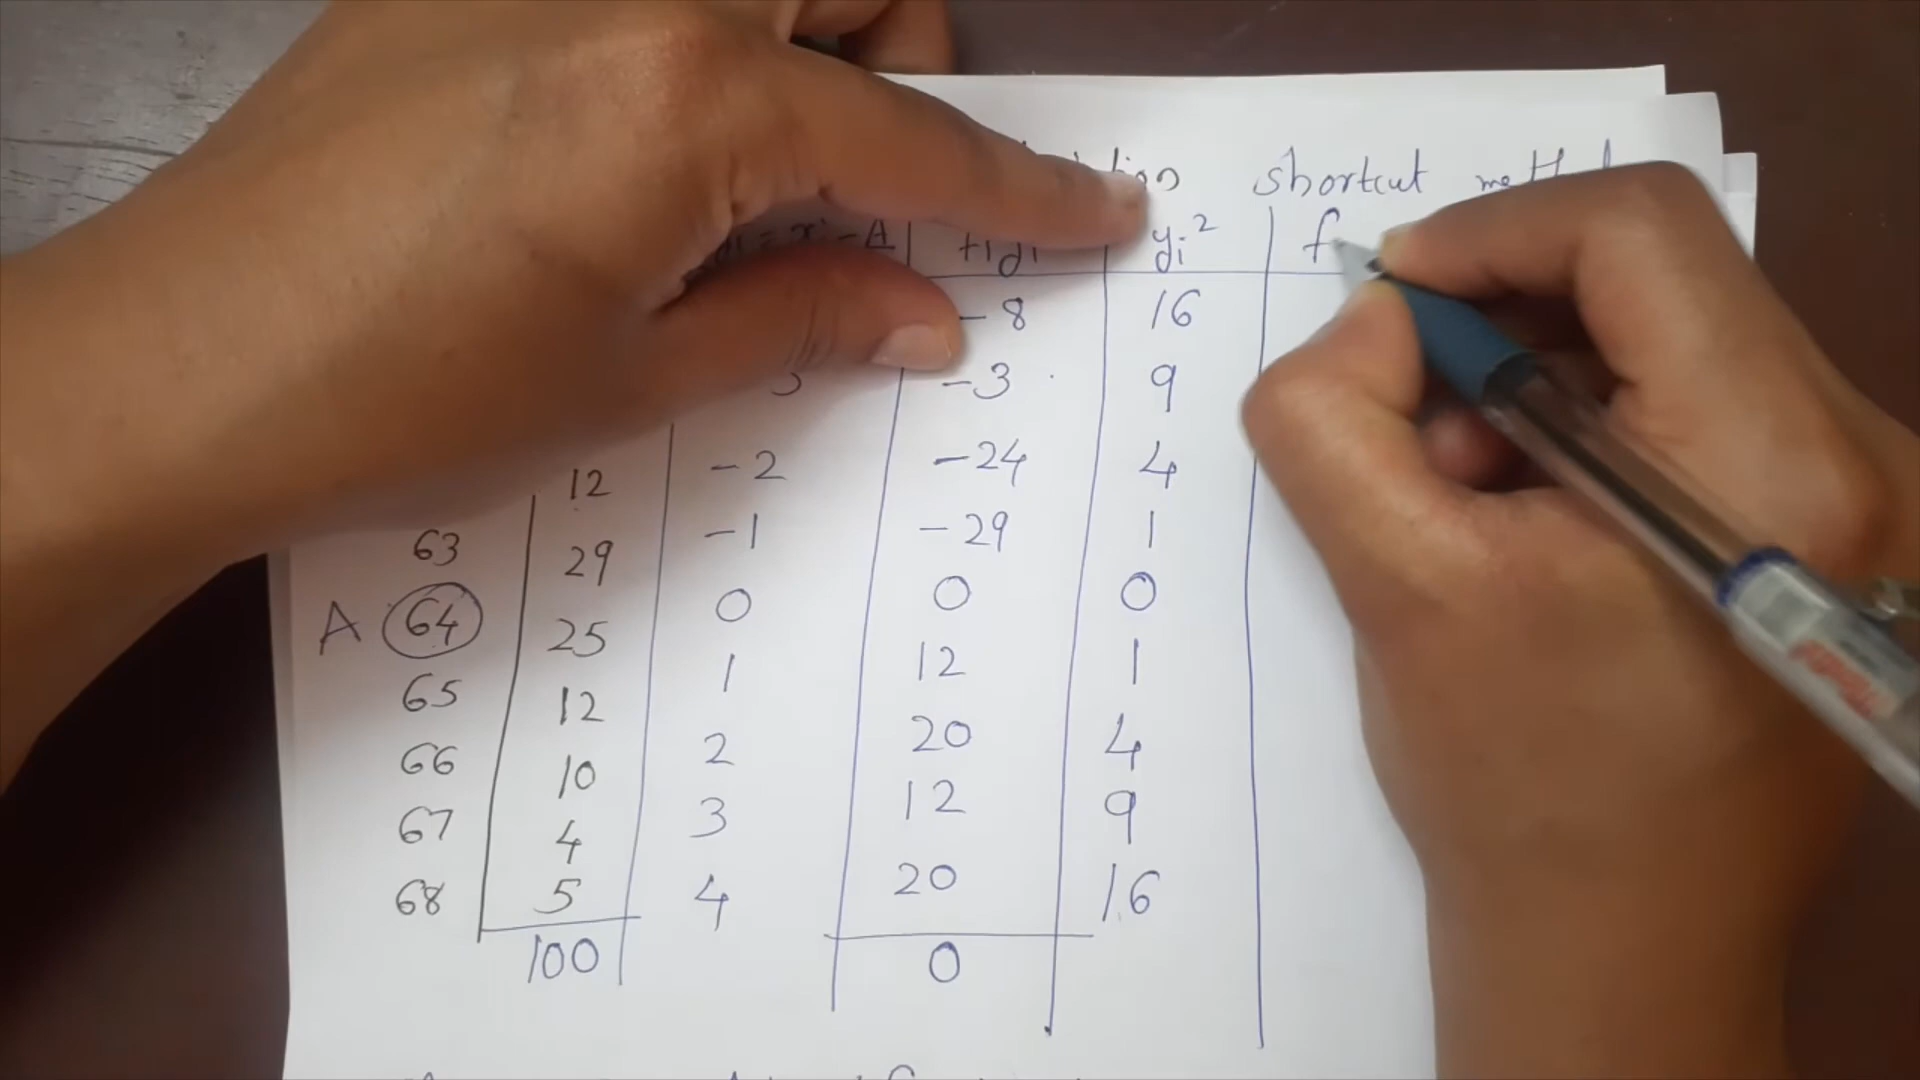 shortcut
- A fiyi yi² f
- 8 16
- 3 9
12 - 2 - 24 4
63 29 - 1 - 29 1
A 64 25 0 0 0
65 12 1 12 1
66 10 2 20 4
67 4 3 12 9
68 5 4 20 16
100 0